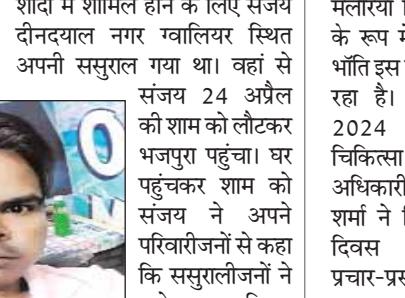 शादी में शामिल होने के लिए संजय
दीनदयाल नगर ग्वालियर स्थित
अपनी ससुराल गया था। वहां से
संजय 24 अप्रैल
की शाम को लौटकर
भजपुरा पहुंचा। घर
पहुंचकर शाम को
संजय ने अपने
परिवारीजनों से कहा
कि ससुरालीजनों ने
मलेरिया
के रूप में
भाँति इस
रहा है।
2024
चिकित्सा
अधिकारी
शर्मा ने
दिवस
प्रचार-प्रस